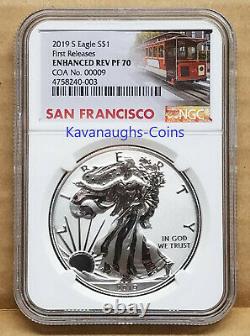 2019 S Eagle S$1
First Releases
ENHANCED REV PF 70
COA No. 00009
4758240-003
SAN FRANCISCO
NGC
Kavanaughs-Coins
LIBERTY
IN GOD
WE TRUST
2019